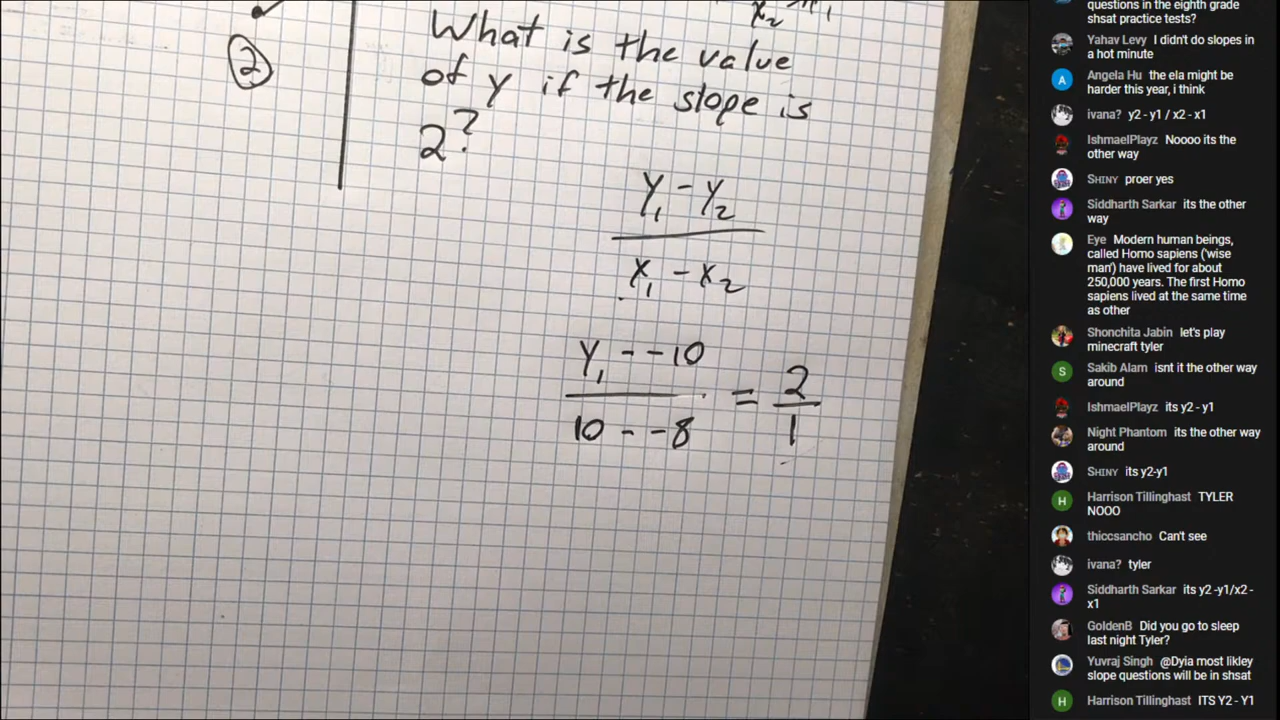 x₂ - x₁
What is the value
of y if the slope is
2?
②
y₁ - y₂
x₁ - x₂
y₁ - -10
10 - -8
= 2/1
questions in the eighth grade
shsat practice tests?
Yahav Levy I didn't do slopes in
a hot minute
A
Angela Hu the ela might be
harder this year, i think
ivana? y2 - y1 / x2 - x1
IshmaelPlayz Noooo its the
other way
SHINY proer yes
Siddharth Sarkar its the other
way
Eye Modern human beings,
called Homo sapiens ('wise
man') have lived for about
250,000 years. The first Homo
sapiens lived at the same time
as other
Shonchita Jabin let's play
minecraft tyler
S
Sakib Alam isnt it the other way
around
IshmaelPlayz its y2 - y1
Night Phantom its the other way
around
SHINY its y2-y1
H
Harrison Tillinghast TYLER
NOOO
thiccsancho Can't see
ivana? tyler
Siddharth Sarkar its y2 -y1/x2 -
x1
GoldenB Did you go to sleep
last night Tyler?
Yuvraj Singh @Dyia most likley
slope questions will be in shsat
H
Harrison Tillinghast ITS Y2 - Y1